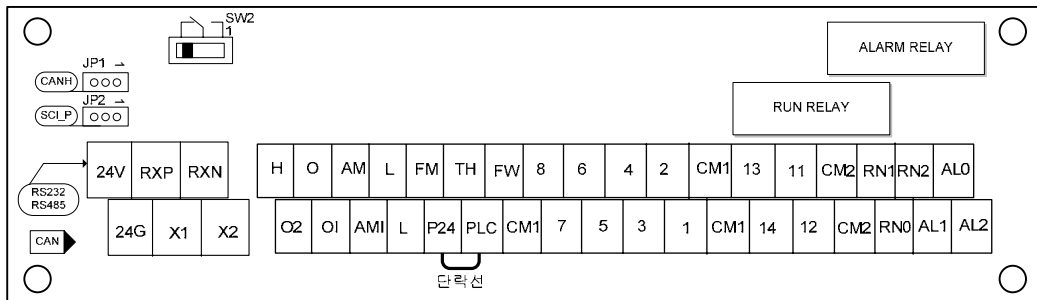 SW2
1
ALARM RELAY
JP1 1
CANH
JP2 1
SCI_P
RUN RELAY
24V RXP RXN
H O AM L FM TH FW 8 6 4 2 CM1 13 11 CM2 RN1 RN2 AL0
RS232
RS485
24G X1 X2
O2 OI AMI L P24 PLC CM1 7 5 3 1 CM1 14 12 CM2 RN0 AL1 AL2
CAN
단락선